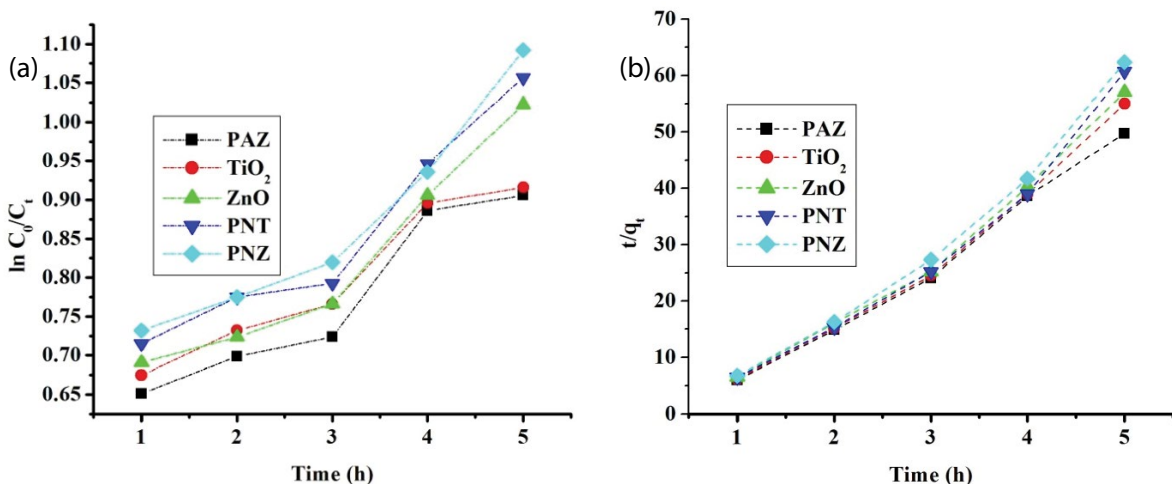 (a)
ln C₀/Cₜ
1.10
1.05
1.00
0.95
0.90
0.85
0.80
0.75
0.70
0.65
PAZ
TiO₂
ZnO
PNT
PNZ
1 2 3 4 5
Time (h)
(b)
t/qₜ
70
60
50
40
30
20
10
0
PAZ
TiO₂
ZnO
PNT
PNZ
1 2 3 4 5
Time (h)